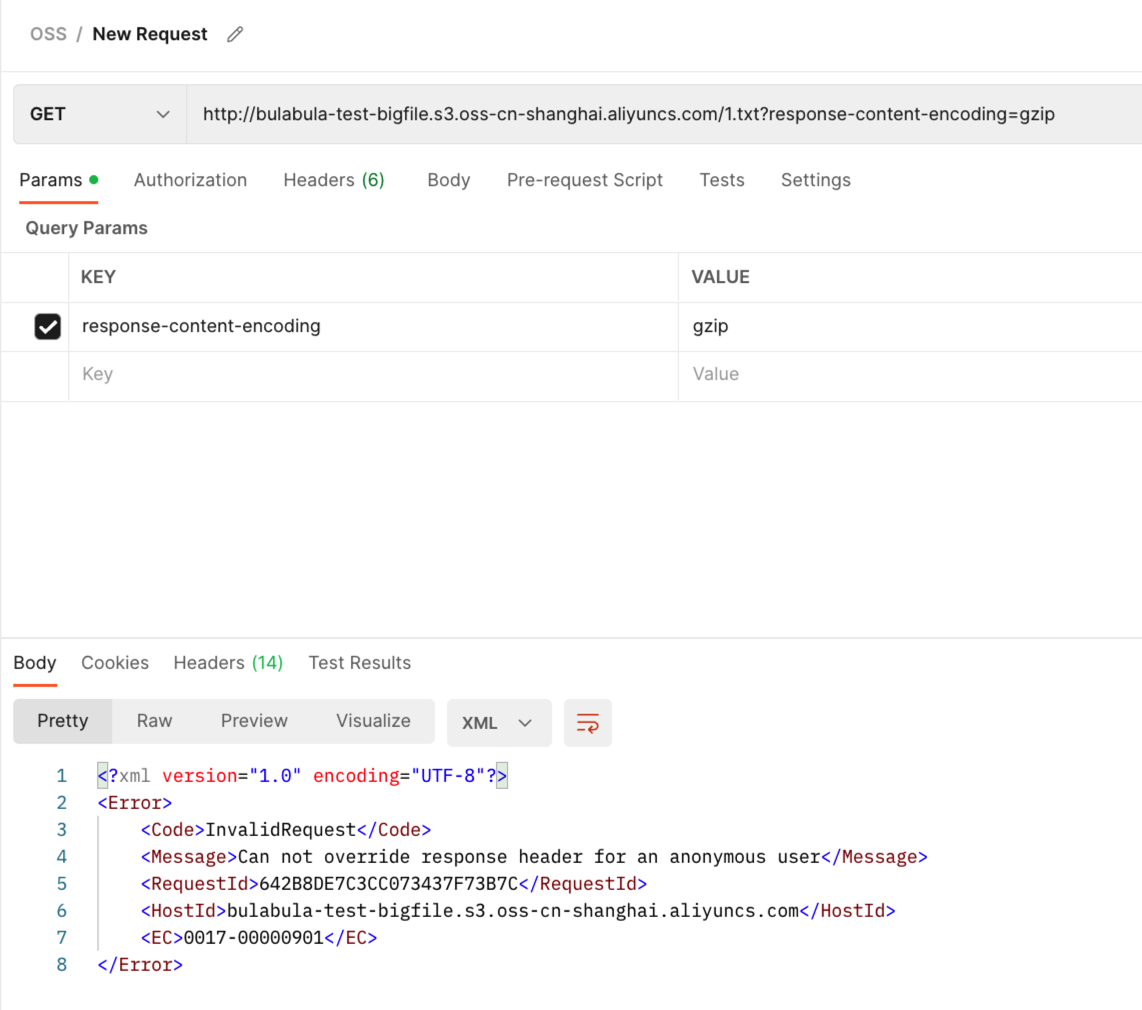 OSS / New Request
GET http://bulabula-test-bigfile.s3.oss-cn-shanghai.aliyuncs.com/1.txt?response-content-encoding=gzip
Params Authorization Headers (6) Body Pre-request Script Tests Settings
Query Params
KEY VALUE
response-content-encoding gzip
Key Value
Body Cookies Headers (14) Test Results
Pretty Raw Preview Visualize XML
1 <?xml version="1.0" encoding="UTF-8"?>
2 <Error>
3 <Code>InvalidRequest</Code>
4 <Message>Can not override response header for an anonymous user</Message>
5 <RequestId>642B8DE7C3CC073437F73B7C</RequestId>
6 <HostId>bulabula-test-bigfile.s3.oss-cn-shanghai.aliyuncs.com</HostId>
7 <EC>0017-00000901</EC>
8 </Error>